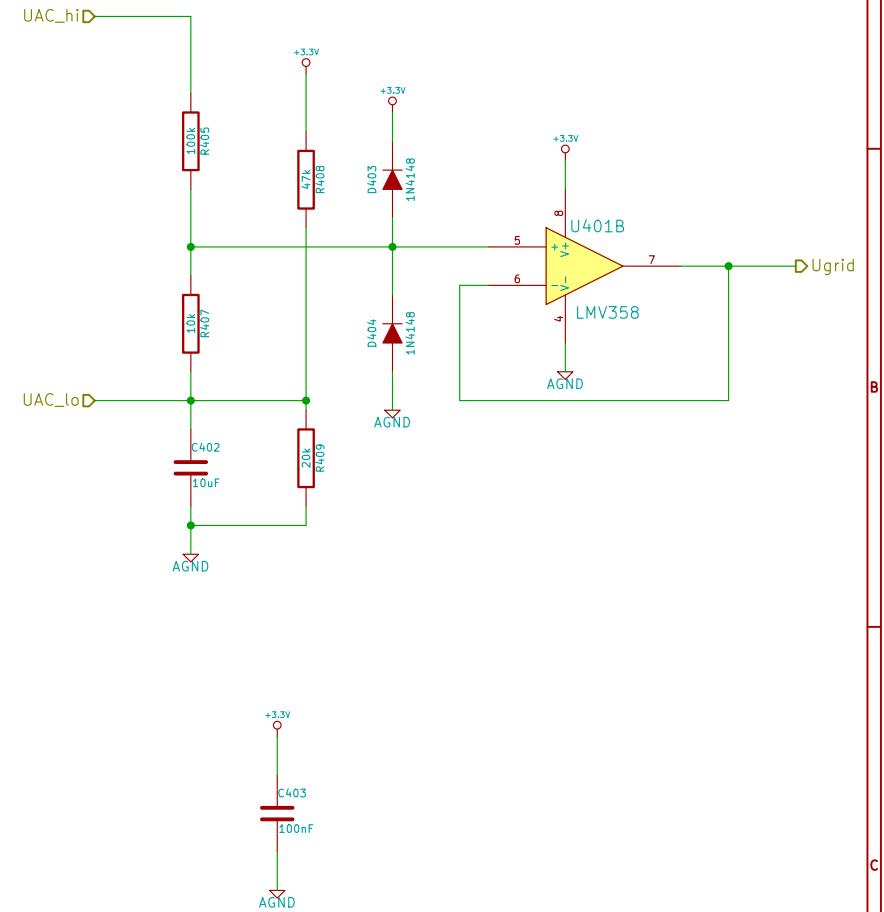 UAC_hi
+3.3V
+3.3V
+3.3V
100k
R405
47k
R408
D403
1N4148
8
U401B
5
+
V+
7
Ugrid
6
-
V-
4
LMV358
AGND
10k
R407
D404
1N4148
AGND
UAC_lo
B
C402
10uF
20k
R409
AGND
+3.3V
C403
100nF
AGND
C